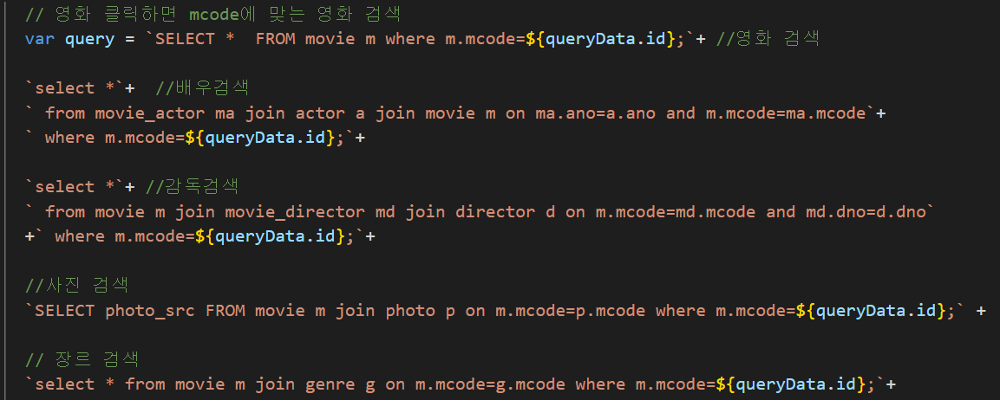 // 영화 클릭하면 mcode에 맞는 영화 검색
var query = `SELECT *  FROM movie m where m.mcode=${queryData.id};`+ //영화 검색
`select *`+  //배우검색
` from movie_actor ma join actor a join movie m on ma.ano=a.ano and m.mcode=ma.mcode`+
` where m.mcode=${queryData.id};`+
`select *`+ //감독검색
` from movie m join movie_director md join director d on m.mcode=md.mcode and md.dno=d.dno`
+` where m.mcode=${queryData.id};`+
//사진 검색
`SELECT photo_src FROM movie m join photo p on m.mcode=p.mcode where m.mcode=${queryData.id};` +
// 장르 검색
`select * from movie m join genre g on m.mcode=g.mcode where m.mcode=${queryData.id};`+